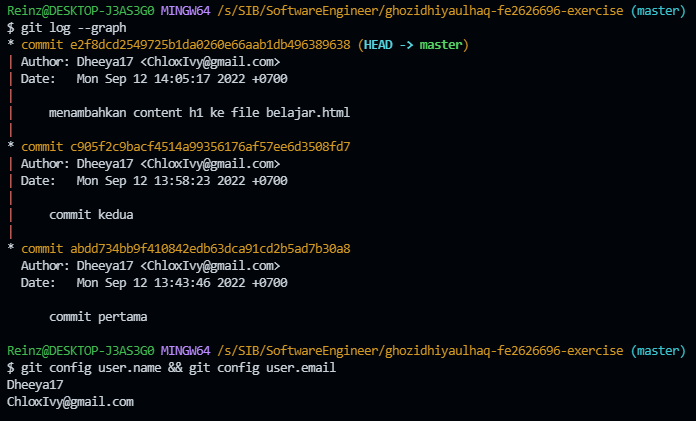 Reinz@DESKTOP-J3AS3G0 MINGW64 /s/SIB/SoftwareEngineer/ghozidhiyaulhaq-fe2626696-exercise (master)
$ git log --graph
* commit e2f8dcd2549725b1da0260e66aab1db496389638 (HEAD -> master)
| Author: Dheeya17 <ChloxIvy@gmail.com>
| Date:   Mon Sep 12 14:05:17 2022 +0700
|
|     menambahkan content h1 ke file belajar.html
|
* commit c905f2c9bacf4514a99356176af57ee6d3508fd7
| Author: Dheeya17 <ChloxIvy@gmail.com>
| Date:   Mon Sep 12 13:58:23 2022 +0700
|
|     commit kedua
|
* commit abdd734bb9f410842edb63dca91cd2b5ad7b30a8
  Author: Dheeya17 <ChloxIvy@gmail.com>
  Date:   Mon Sep 12 13:43:46 2022 +0700

      commit pertama

Reinz@DESKTOP-J3AS3G0 MINGW64 /s/SIB/SoftwareEngineer/ghozidhiyaulhaq-fe2626696-exercise (master)
$ git config user.name && git config user.email
Dheeya17
ChloxIvy@gmail.com